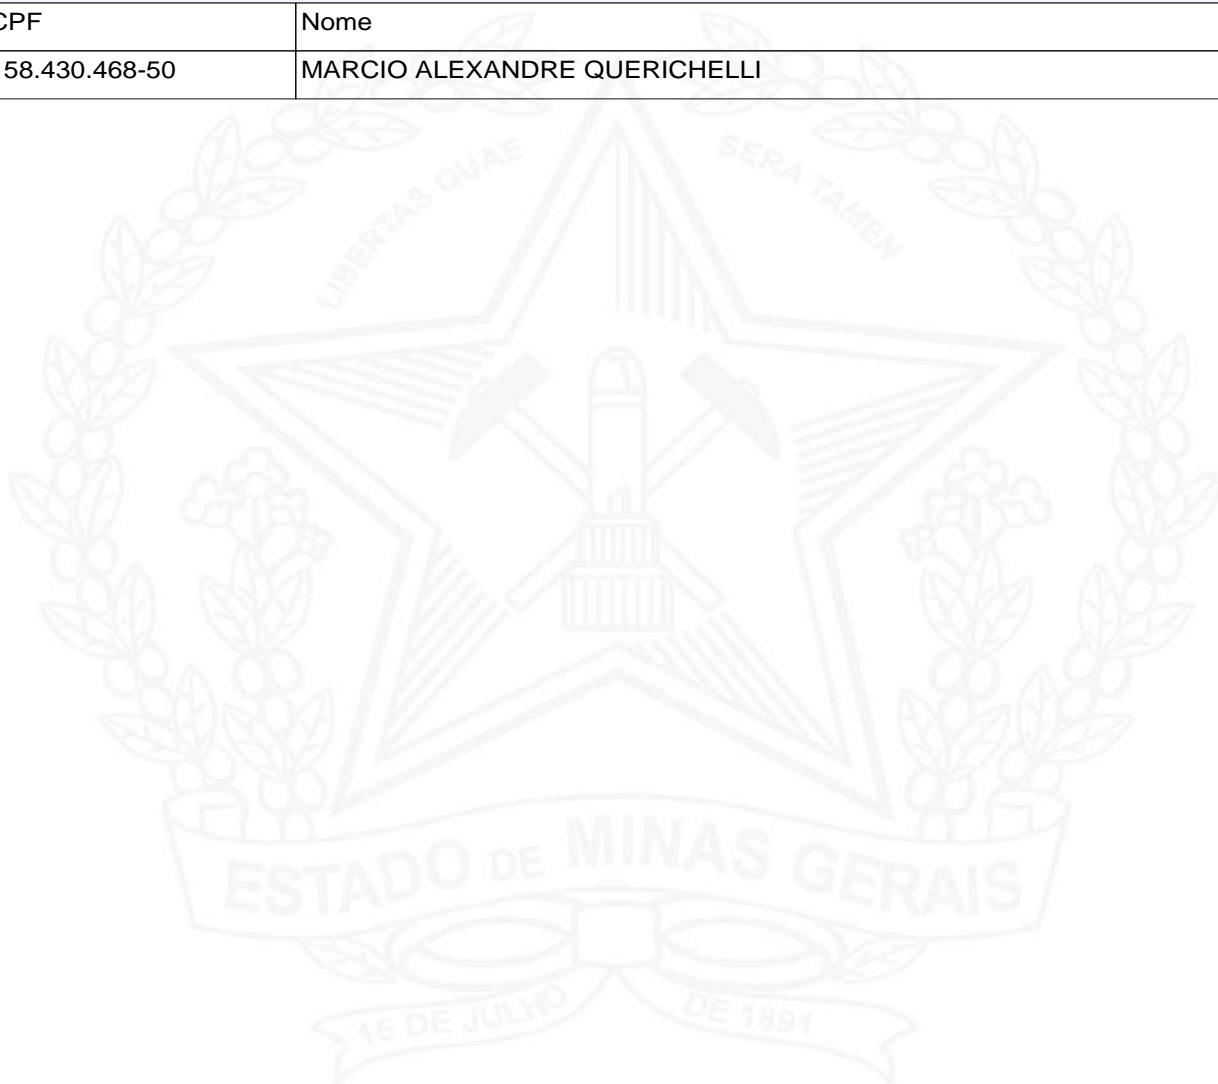 CPF Nome
58.430.468-50 MARCIO ALEXANDRE QUERICHELLI
LIBERTAS QUAE SERA TAMEN
ESTADO DE MINAS GERAIS
15 DE JULHO DE 1891